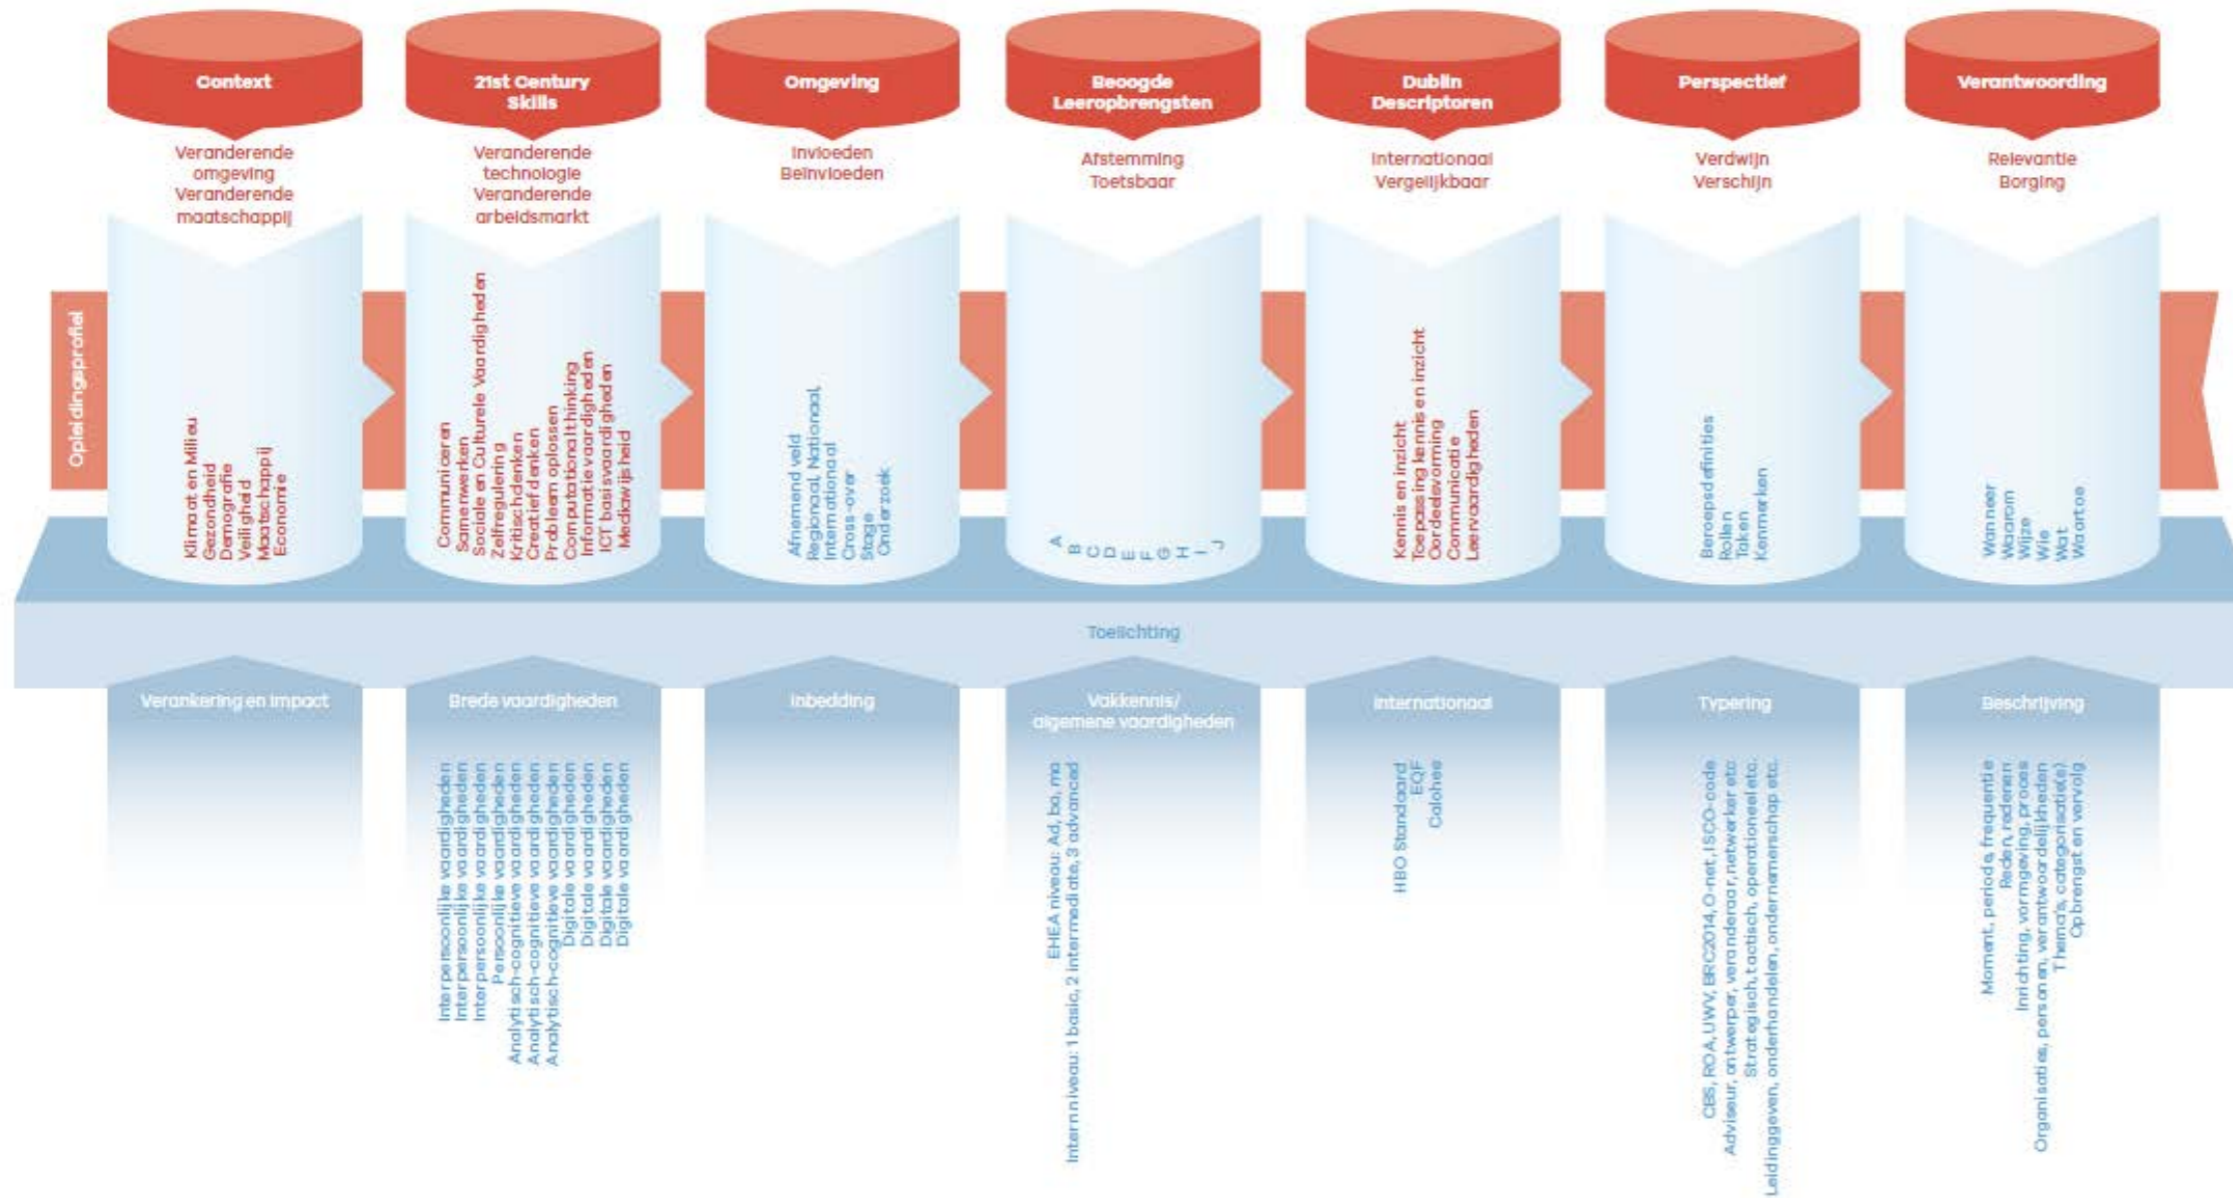 Context
Veranderende
omgeving
Veranderende
maatschappij
21st Century
Skills
Veranderende
technologie
Veranderende
arbeidsmarkt
Omgeving
Invloeden
Beïnvloeden
Beoogde
Leeropbrengsten
Afstemming
Toetsbaar
Dublin
Descriptoren
Internationaal
Vergelijkbaar
Perspectief
Verdwijn
Verschijn
Verantwoording
Relevantie
Borging
Opleidingsprofiel
Klimaat en Milieu
Gezondheid
Demografie
Veiligheid
Maatschappij
Economie
Communiceren
Samenwerken
Sociale en Culturele Vaardigheden
Zelfregulering
Kritisch denken
Creatief denken
Probleem oplossen
Computational thinking
Informatievaardigheden
ICT basisvaardigheden
Mediawijsheid
Afnemend veld
Regionaal, Nationaal,
Internationaal
Cross-over
Stage
Onderzoek
A
B
C
D
E
F
G
H
I
J
Kennis en inzicht
Toepassing kennis en inzicht
Oordeelsvorming
Communicatie
Leervaardigheden
Beroepsdefinities
Rollen
Taken
Kenmerken
Wanneer
Waarom
Wijze
Wie
Wat
Waartoe
Toelichting
Verankering en impact
Brede vaardigheden
Interpersoonlijke vaardigheden
Interpersoonlijke vaardigheden
Interpersoonlijke vaardigheden
Persoonlijke vaardigheden
Analytisch-cognitieve vaardigheden
Analytisch-cognitieve vaardigheden
Analytisch-cognitieve vaardigheden
Digitale vaardigheden
Digitale vaardigheden
Digitale vaardigheden
Digitale vaardigheden
Inbedding
Vakkennis/
algemene vaardigheden
EHEA niveau: Ad, ba, ma
Intern niveau: 1 basic, 2 intermediate, 3 advanced
Internationaal
HBO Standaard
EQF
Calohee
Typering
CBS, ROA, UWV, BRC2014, O-net, ISCO-code
Adviseur, ontwerper, veranderaar, netwerker etc
Strategisch, tactisch, operationeel etc.
Leidinggeven, onderhandelen, ondernemerschap etc.
Beschrijving
Moment, periode, frequentie
Reden, redenen
Inrichting, vormgeving, proces
Organisaties, personen, verantwoordelijkheden
Thema's, categorisatie(s)
Opbrengst en vervolg